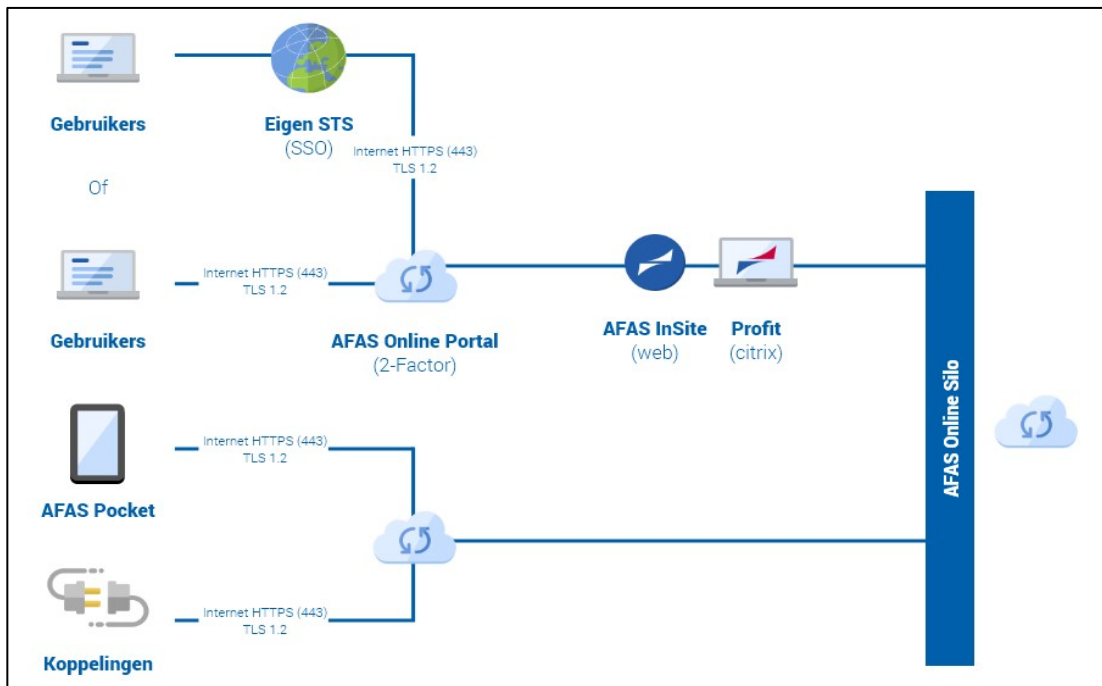 Gebruikers
Eigen STS
(SSO)
Internet HTTPS (443)
TLS 1.2
Of
Internet HTTPS (443)
TLS 1.2
Gebruikers
AFAS Online Portal
(2-Factor)
AFAS InSite
(web)
Profit
(citrix)
AFAS Online Silo
Internet HTTPS (443)
TLS 1.2
AFAS Pocket
Internet HTTPS (443)
TLS 1.2
Koppelingen